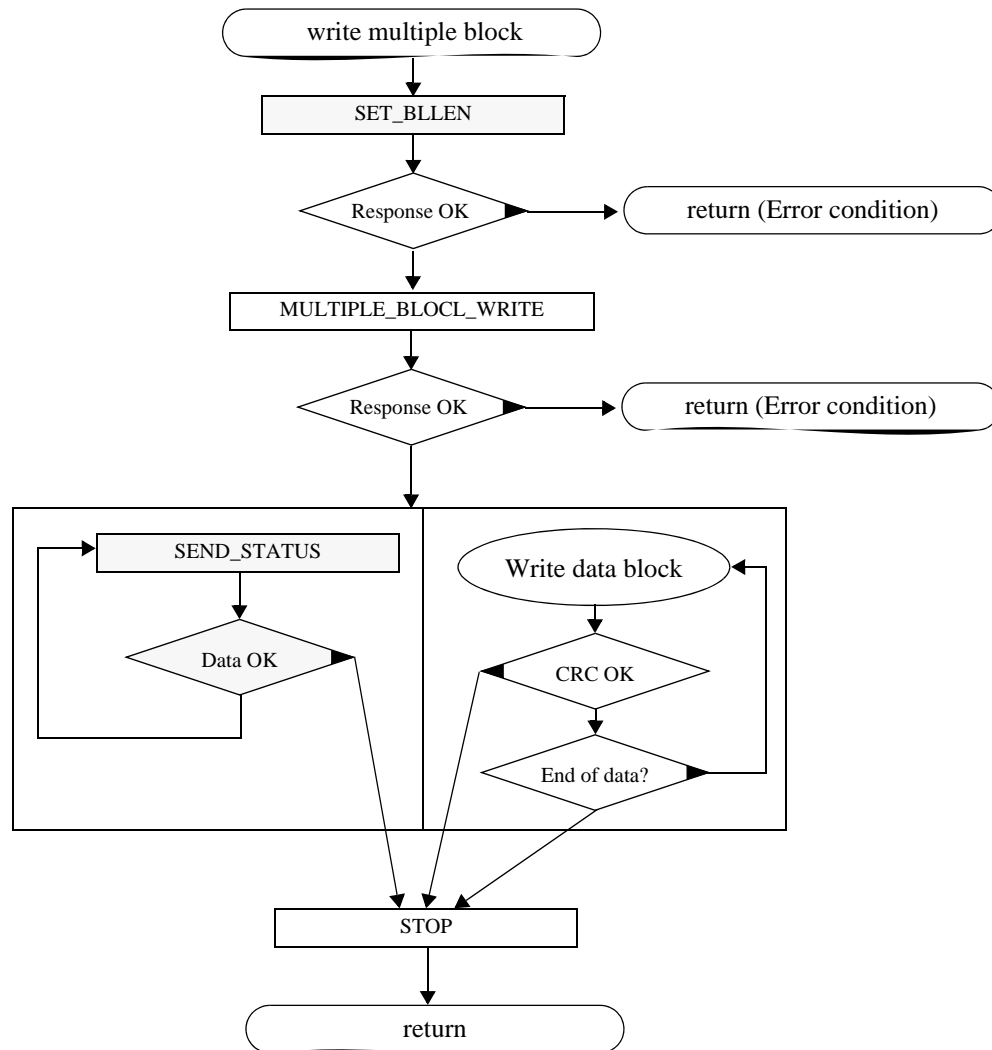 write multiple block
SET_BLLEN
Response OK
return (Error condition)
MULTIPLE_BLOCL_WRITE
Response OK
return (Error condition)
SEND_STATUS
Data OK
Write data block
CRC OK
End of data?
STOP
return